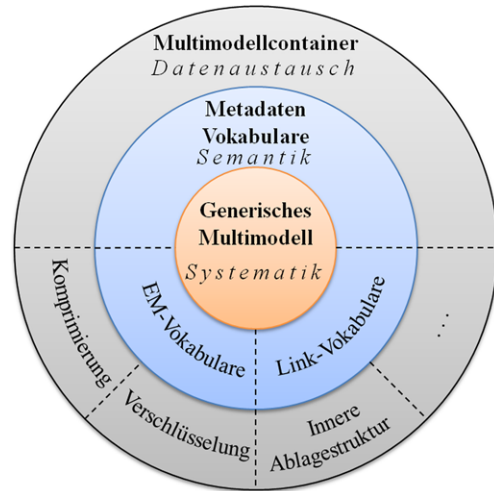 Multimodellcontainer
Datenaustausch
Metadaten
Vokabulare
Semantik
Generisches
Multimodell
Systematik
EM-Vokabulare
Link-Vokabulare
Komprimierung
Verschlüsselung
Innere
Ablagestruktur
...